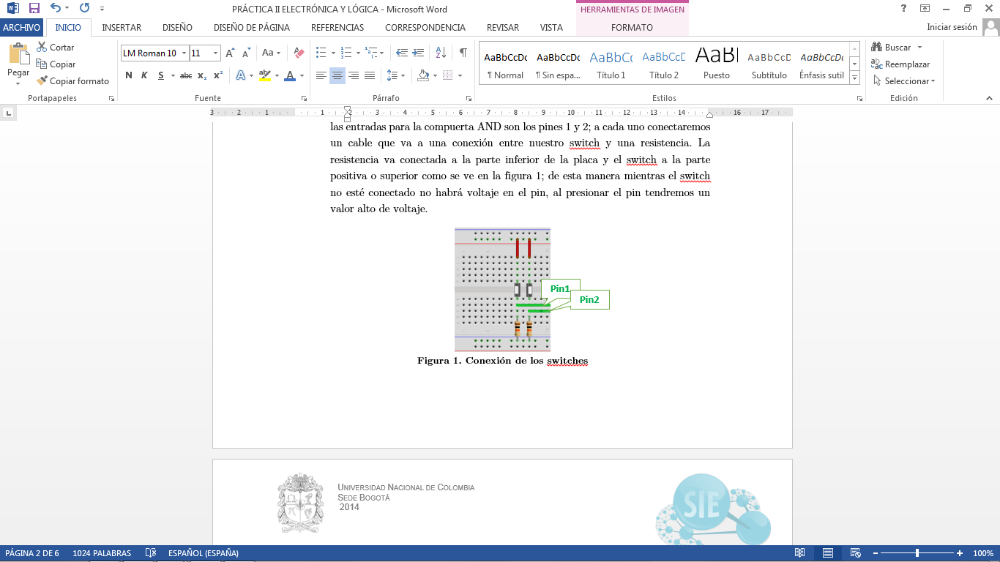 PRÁCTICA II ELECTRÓNICA Y LÓGICA - Microsoft Word
HERRAMIENTAS DE IMAGEN
ARCHIVO INICIO INSERTAR DISEÑO DISEÑO DE PÁGINA REFERENCIAS CORRESPONDENCIA REVISAR VISTA FORMATO Iniciar sesión
Pegar
Cortar
Copiar
Copiar formato
Portapapeles
LM Roman 10 11
N K S abc x₂ x²
Fuente
Párrafo
AaBbCcDc AaBbCcDc AaBbCc AaBbCcD AaBl AaBbCcD AaBbCcDc
¶ Normal ¶ Sin espa... Título 1 Título 2 Puesto Subtítulo Énfasis sutil
Estilos
Buscar
Reemplazar
Seleccionar
Edición
3 2 1 1 2 3 4 5 6 7 8 9 10 11 12 13 14 16 17
las entradas para la compuerta AND son los pines 1 y 2; a cada uno conectaremos
un cable que va a una conexión entre nuestro switch y una resistencia. La
resistencia va conectada a la parte inferior de la placa y el switch a la parte
positiva o superior como se ve en la figura 1; de esta manera mientras el switch
no esté conectado no habrá voltaje en el pin, al presionar el pin tendremos un
valor alto de voltaje.
Pin1
Pin2
Figura 1. Conexión de los switches
UNIVERSIDAD NACIONAL DE COLOMBIA
SEDE BOGOTÁ
2014
SIE
PÁGINA 2 DE 6 1024 PALABRAS ESPAÑOL (ESPAÑA) 100%